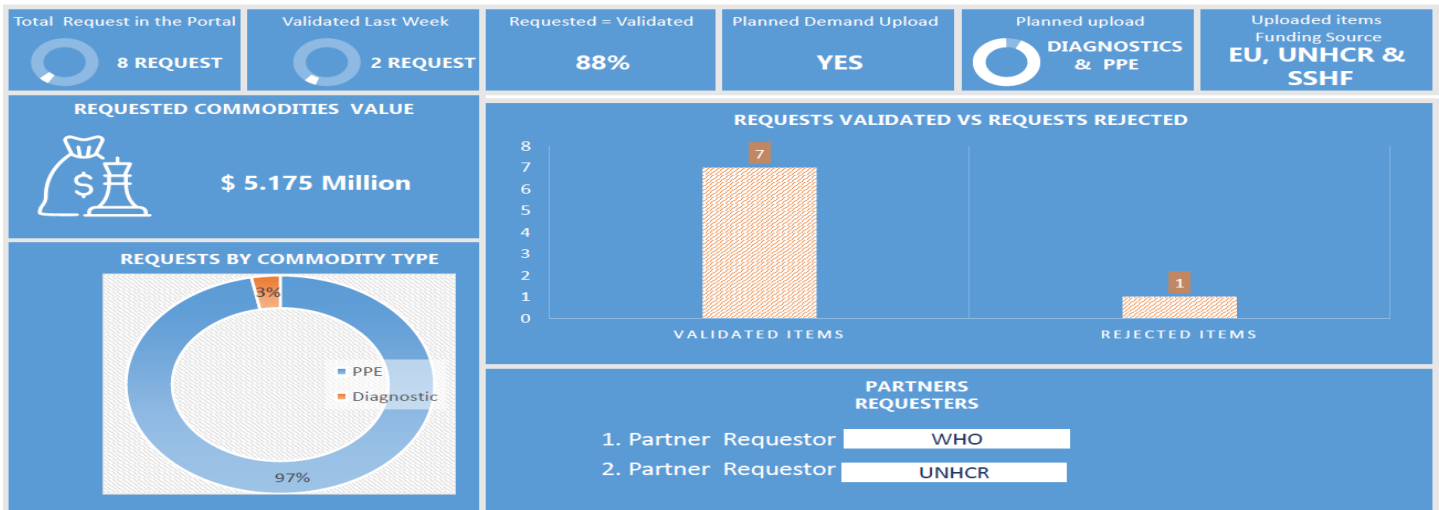 Total Request in the Portal
8 REQUEST
Validated Last Week
2 REQUEST
Requested = Validated
88%
Planned Demand Upload
YES
Planned upload
DIAGNOSTICS
& PPE
Uploaded items
Funding Source
EU, UNHCR &
SSHF
REQUESTED COMMODITIES VALUE
$
$ 5.175 Million
REQUESTS BY COMMODITY TYPE
3%
PPE
Diagnostic
97%
REQUESTS VALIDATED VS REQUESTS REJECTED
8
7
6
5
4
3
2
1
0
7
1
VALIDATED ITEMS
REJECTED ITEMS
PARTNERS
REQUESTERS
1. Partner Requestor WHO
2. Partner Requestor UNHCR